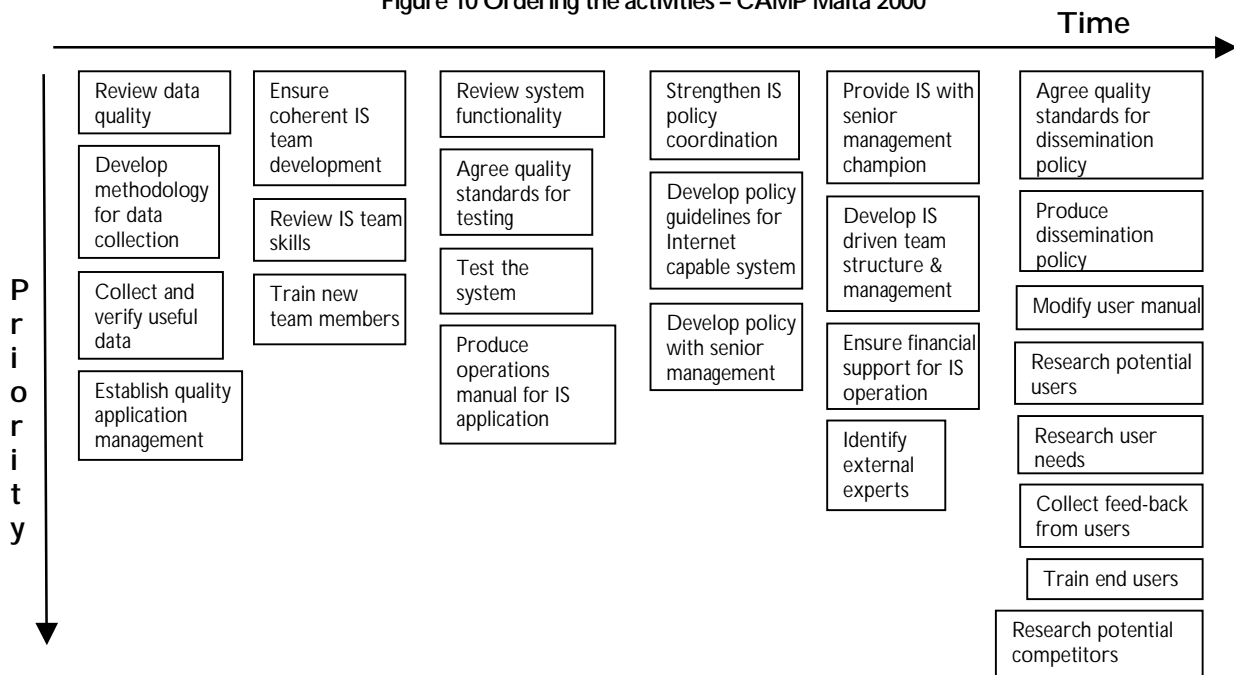 Figure 10 Ordering the activities – CAMP Malta 2000
Time
Priority
Review data
quality
Develop
methodology
for data
collection
Collect and
verify useful
data
Establish quality
application
management
Ensure
coherent IS
team
development
Review IS team
skills
Train new
team members
Review system
functionality
Agree quality
standards for
testing
Test the
system
Produce
operations
manual for IS
application
Strengthen IS
policy
coordination
Develop policy
guidelines for
Internet
capable system
Develop policy
with senior
management
Provide IS with
senior
management
champion
Develop IS
driven team
structure &
management
Ensure financial
support for IS
operation
Identify
external
experts
Agree quality
standards for
dissemination
policy
Produce
dissemination
policy
Modify user manual
Research potential
users
Research user
needs
Collect feed-back
from users
Train end users
Research potential
competitors